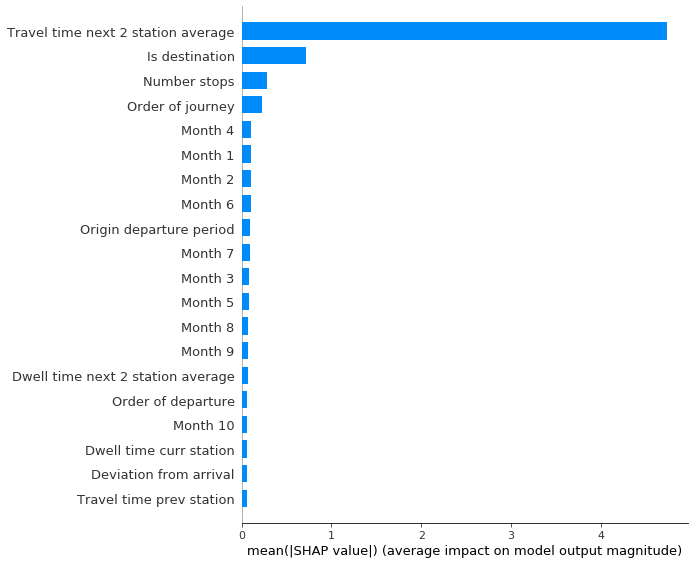 Travel time next 2 station average
Is destination
Number stops
Order of journey
Month 4
Month 1
Month 2
Month 6
Origin departure period
Month 7
Month 3
Month 5
Month 8
Month 9
Dwell time next 2 station average
Order of departure
Month 10
Dwell time curr station
Deviation from arrival
Travel time prev station
0 1 2 3 4
mean(|SHAP value|) (average impact on model output magnitude)